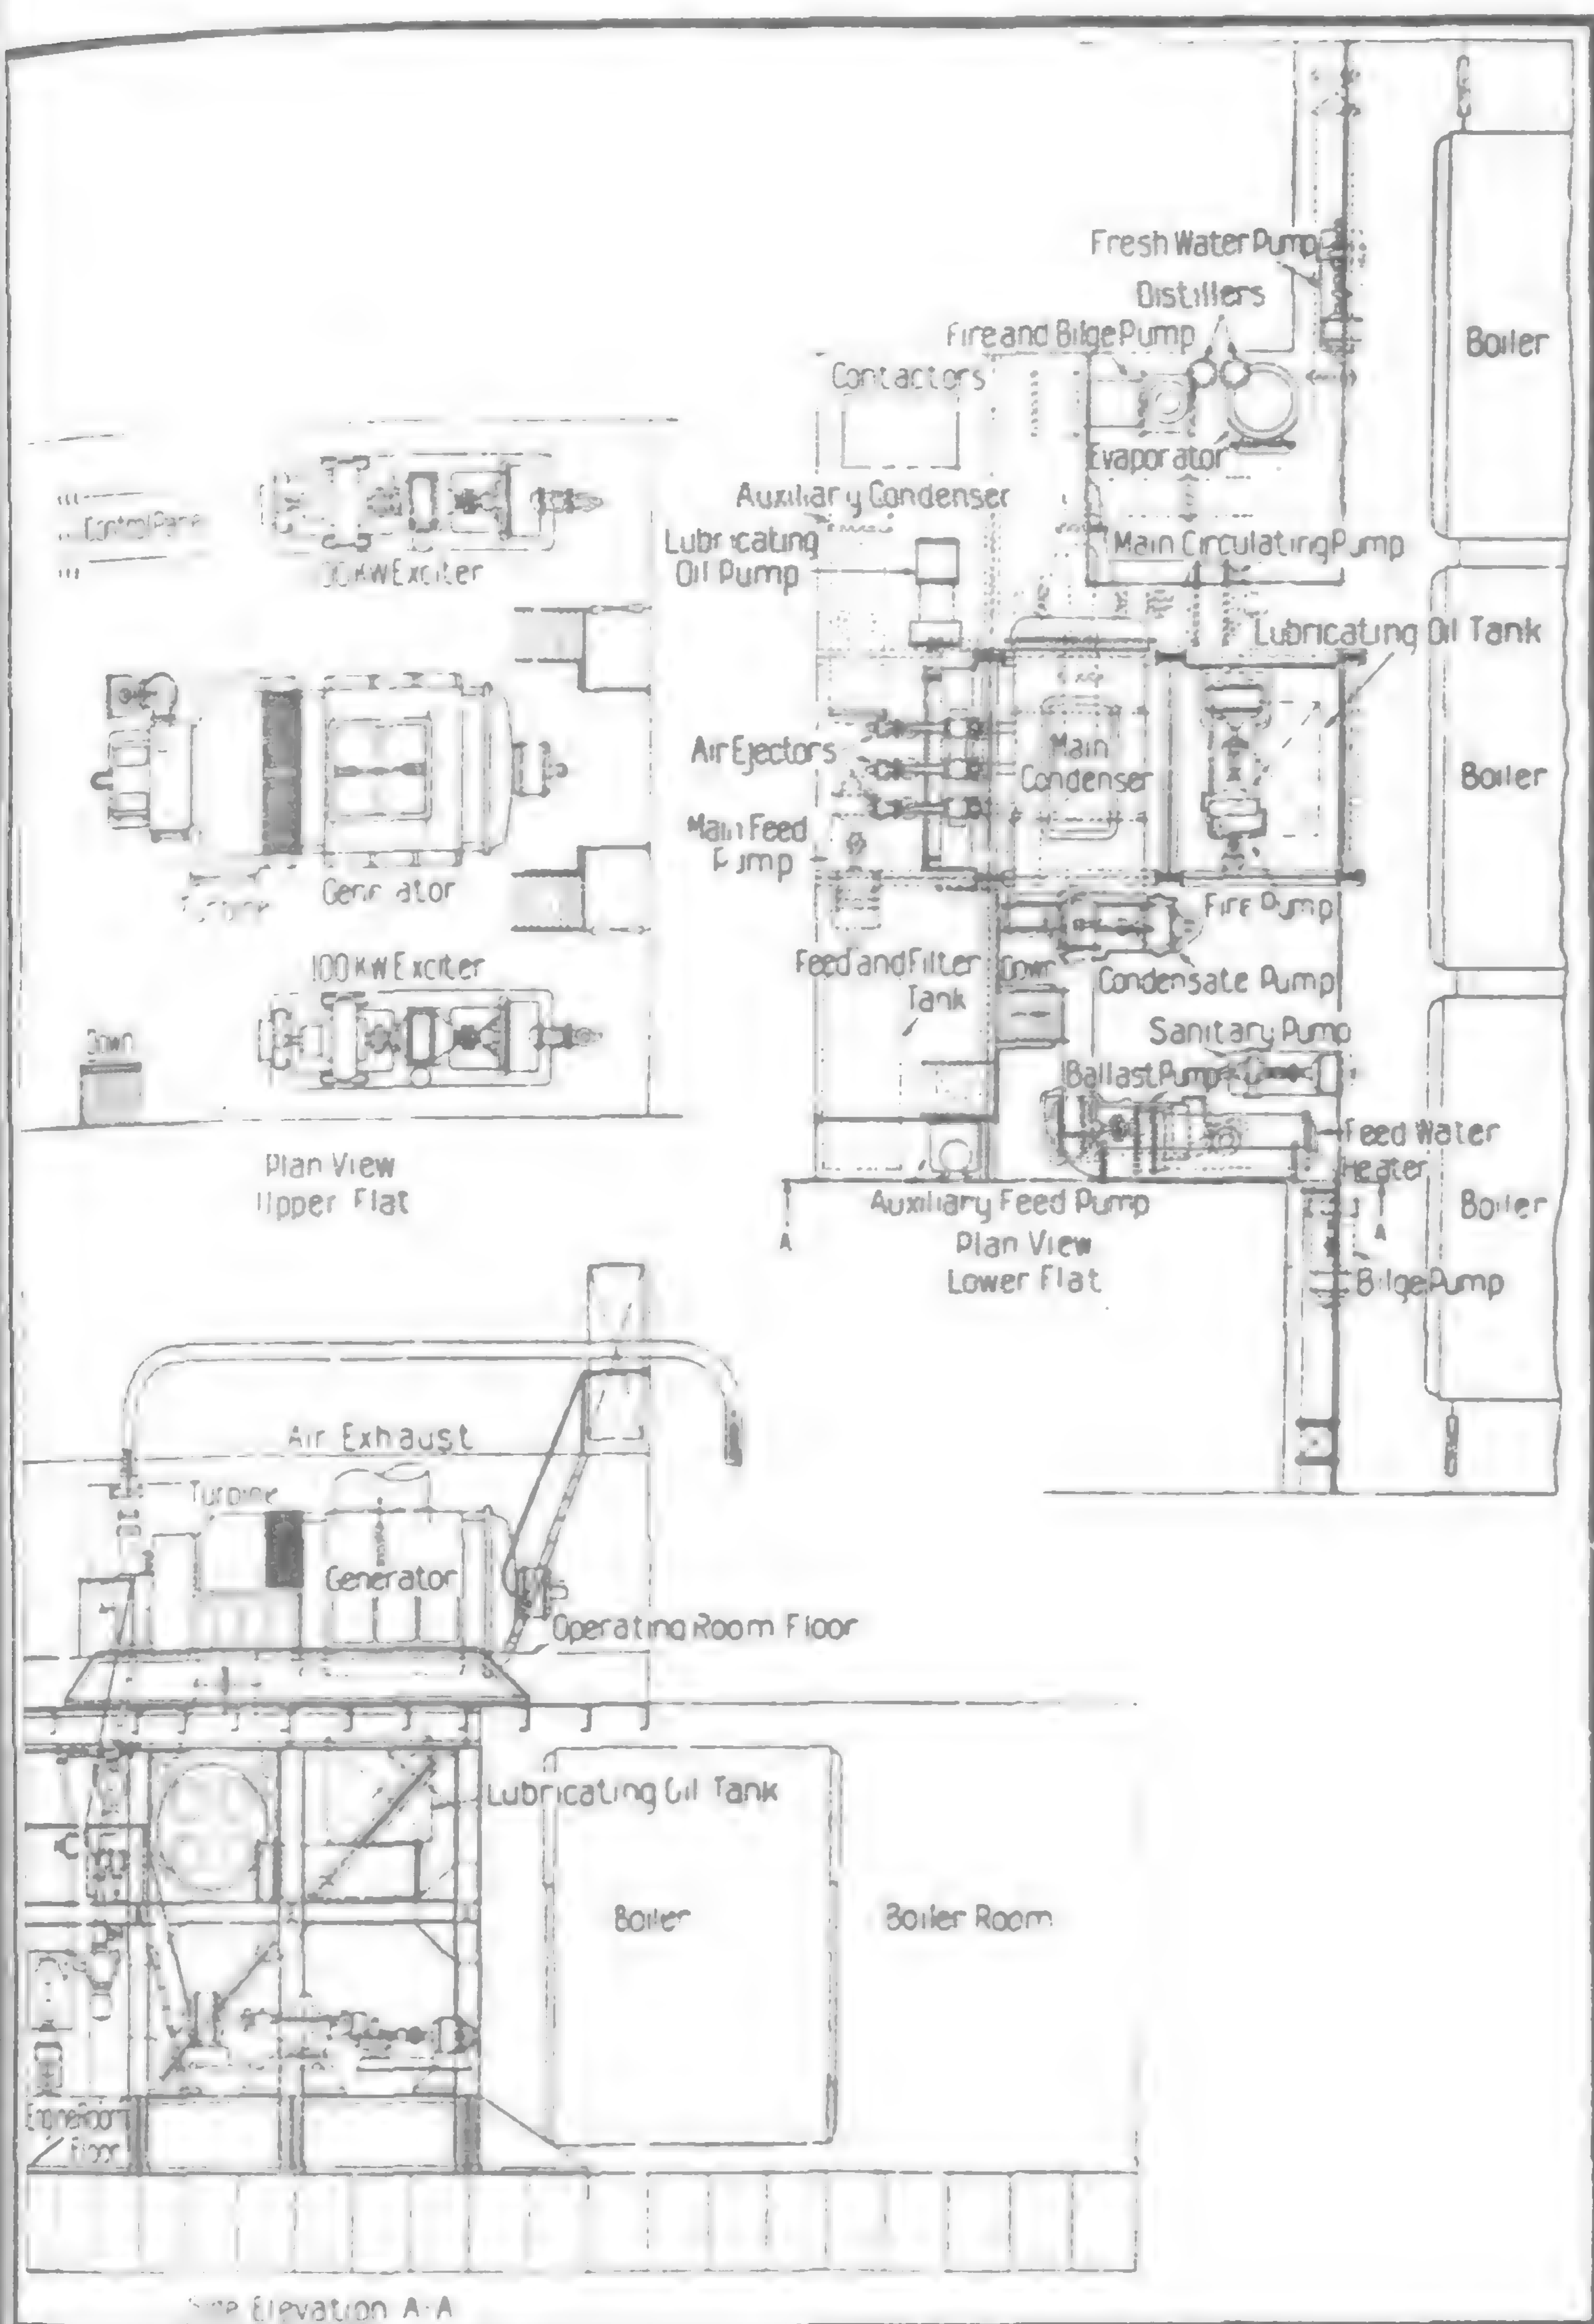 Control Pane
KW Exciter
Generator
100 KW Exciter
Down
Plan View
Upper Flat
Fresh Water Pump
Distillers
Fire and Bilge Pump
Contactors
Evaporator
Auxiliary Condenser
Lubricating
Oil Pump
Main Circulating Pump
Lubricating Oil Tank
Air Ejectors
Main
Condenser
Main Feed
Pump
Fire Pump
Feed and Filter
Tank
Down
Condensate Pump
Sanitary Pump
Ballast Pump
Feed Water
Heater
Auxiliary Feed Pump
A
A
Plan View
Lower Flat
Bilge Pump
Boiler
Boiler
Boiler
Air Exhaust
Turbine
Generator
Operating Room Floor
Lubricating Oil Tank
Boiler
Boiler Room
Engine Room
Floor
Elevation A-A